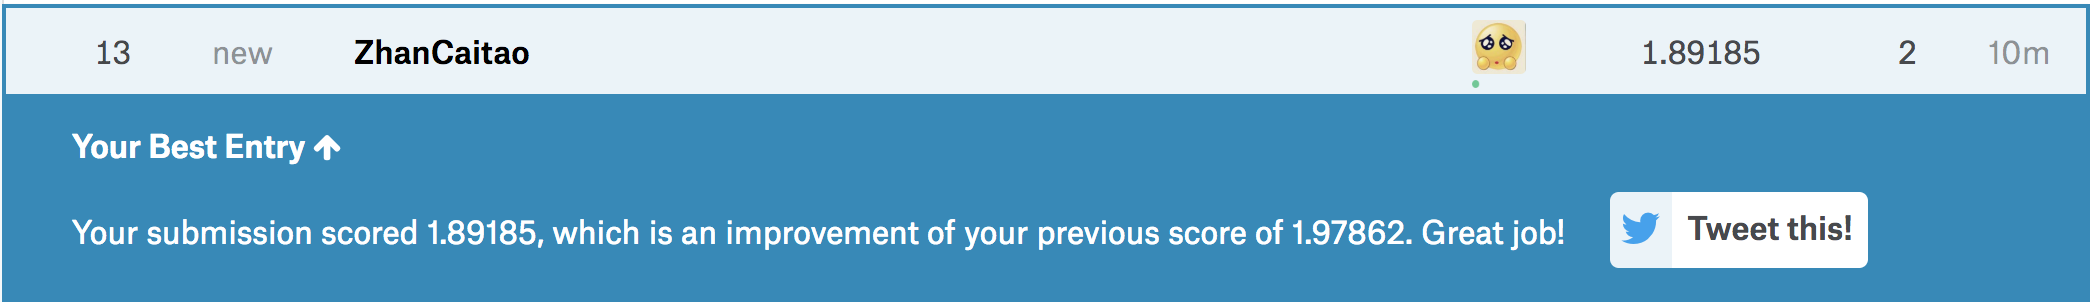 13 new ZhanCaitao 1.89185 2 10m
Your Best Entry
Your submission scored 1.89185, which is an improvement of your previous score of 1.97862. Great job!
Tweet this!